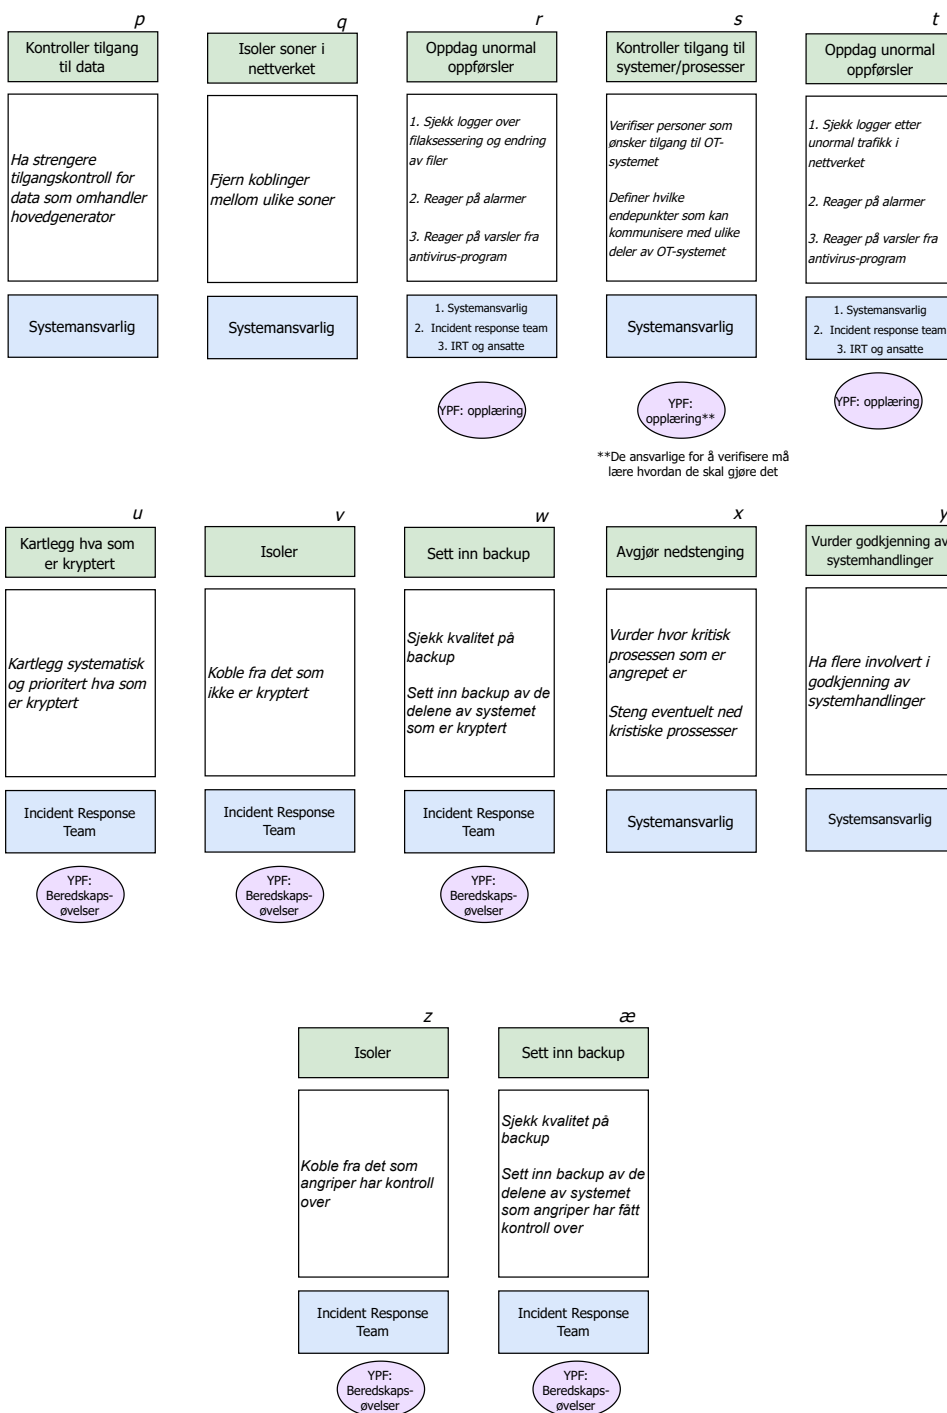 p
Kontroller tilgang
til data
Ha strengere
tilgangskontroll for
data som omhandler
hovedgenerator
Systemansvarlig
q
Isoler soner i
nettverket
Fjern koblinger
mellom ulike soner
Systemansvarlig
r
Oppdag unormal
oppførsler
1. Sjekk logger over
filaksessering og endring
av filer
2. Reager på alarmer
3. Reager på varsler fra
antivirus-program
1. Systemansvarlig
2. Incident response team
3. IRT og ansatte
YPF: opplæring
s
Kontroller tilgang til
systemer/prosesser
Verifiser personer som
ønsker tilgang til OT-
systemet
Definer hvilke
endepunkter som kan
kommunisere med ulike
deler av OT-systemet
Systemansvarlig
YPF:
opplæring**
**De ansvarlige for å verifisere må
lære hvordan de skal gjøre det
t
Oppdag unormal
oppførsler
1. Sjekk logger etter
unormal trafikk i
nettverket
2. Reager på alarmer
3. Reager på varsler fra
antivirus-program
1. Systemansvarlig
2. Incident response team
3. IRT og ansatte
YPF: opplæring
u
Kartlegg hva som
er kryptert
Kartlegg systematisk
og prioritert hva som
er kryptert
Incident Response
Team
YPF:
Beredskaps-
øvelser
v
Isoler
Koble fra det som
ikke er kryptert
Incident Response
Team
YPF:
Beredskaps-
øvelser
w
Sett inn backup
Sjekk kvalitet på
backup
Sett inn backup av de
delene av systemet
som er kryptert
Incident Response
Team
YPF:
Beredskaps-
øvelser
x
Avgjør nedstenging
Vurder hvor kritisk
prosessen som er
angrepet er
Steng eventuelt ned
kristiske prossesser
Systemansvarlig
y
Vurder godkjenning av
systemhandlinger
Ha flere involvert i
godkjenning av
systemhandlinger
Systemsansvarlig
z
Isoler
Koble fra det som
angriper har kontroll
over
Incident Response
Team
YPF:
Beredskaps-
øvelser
æ
Sett inn backup
Sjekk kvalitet på
backup
Sett inn backup av de
delene av systemet
som angriper har fått
kontroll over
Incident Response
Team
YPF:
Beredskaps-
øvelser